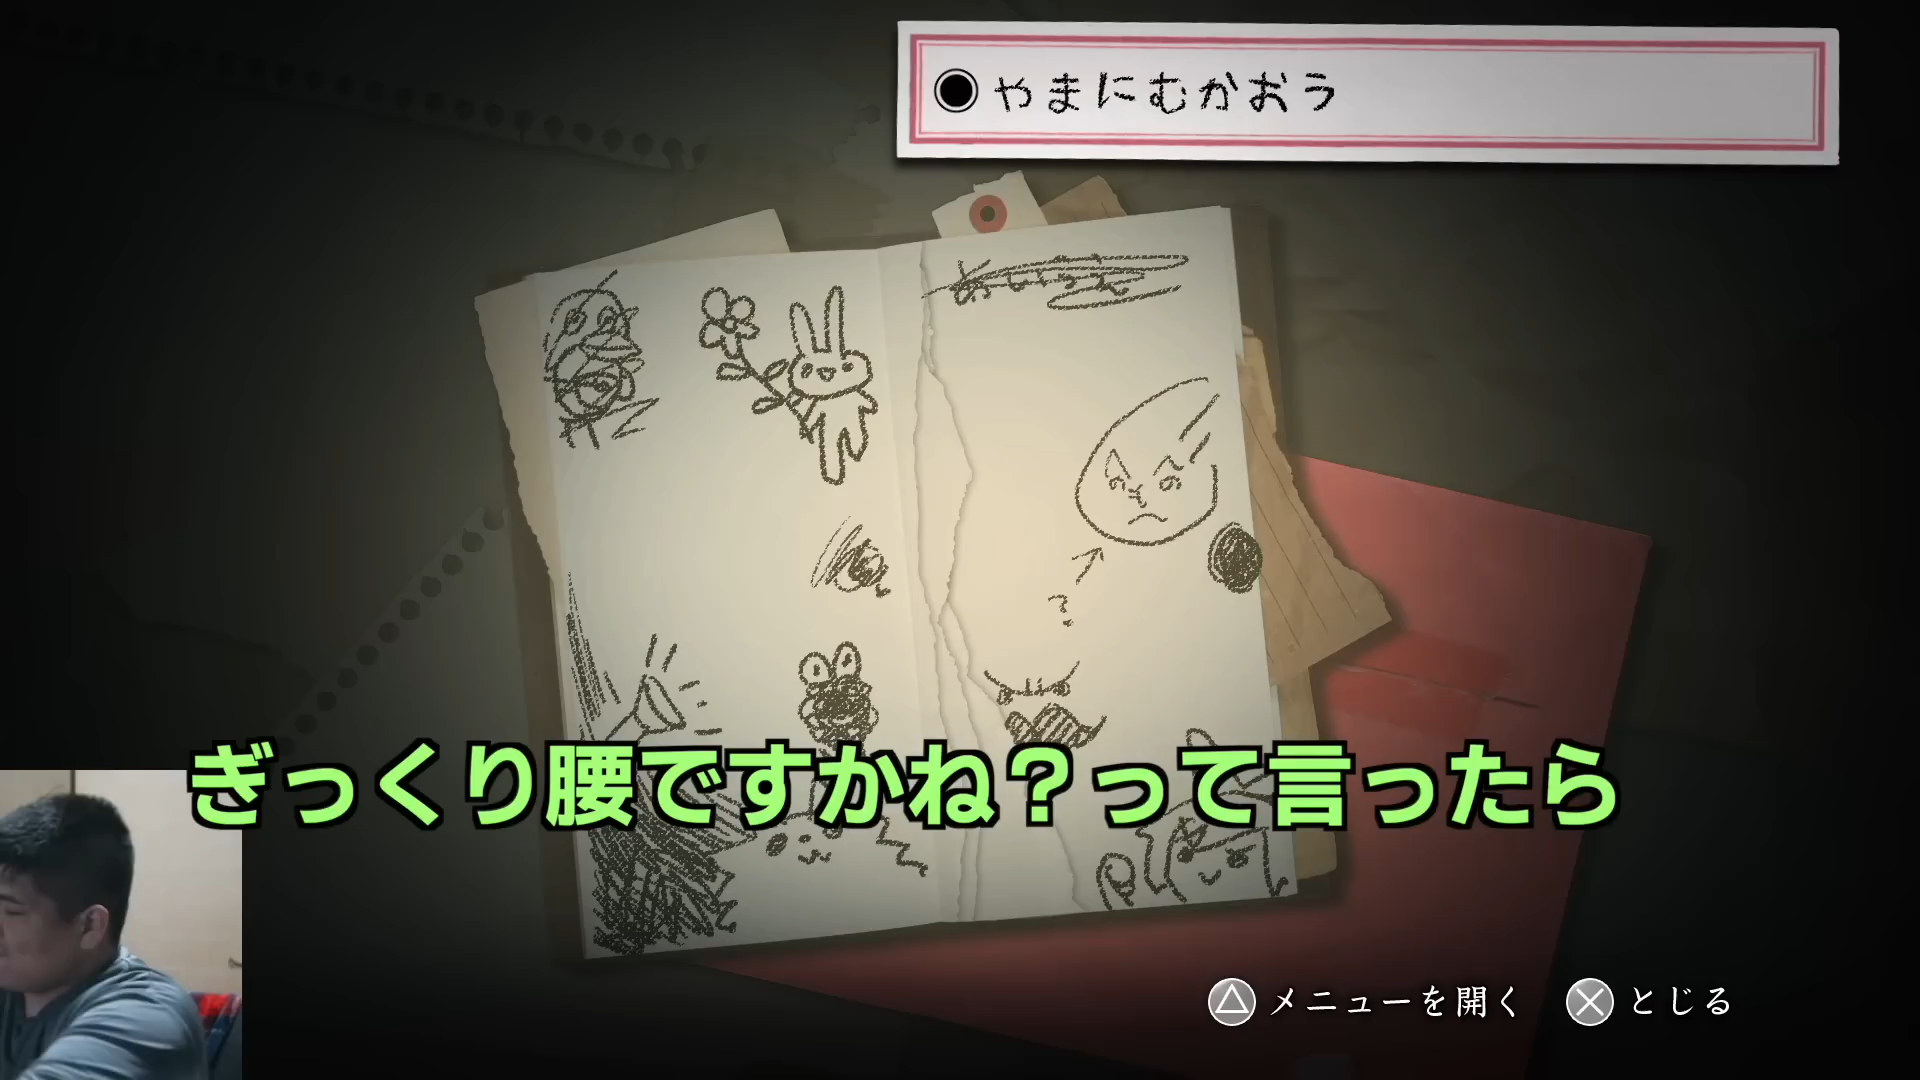 やまにむかおう
?
ぎっくり腰ですかね?って言ったら
メニューを開く とじる